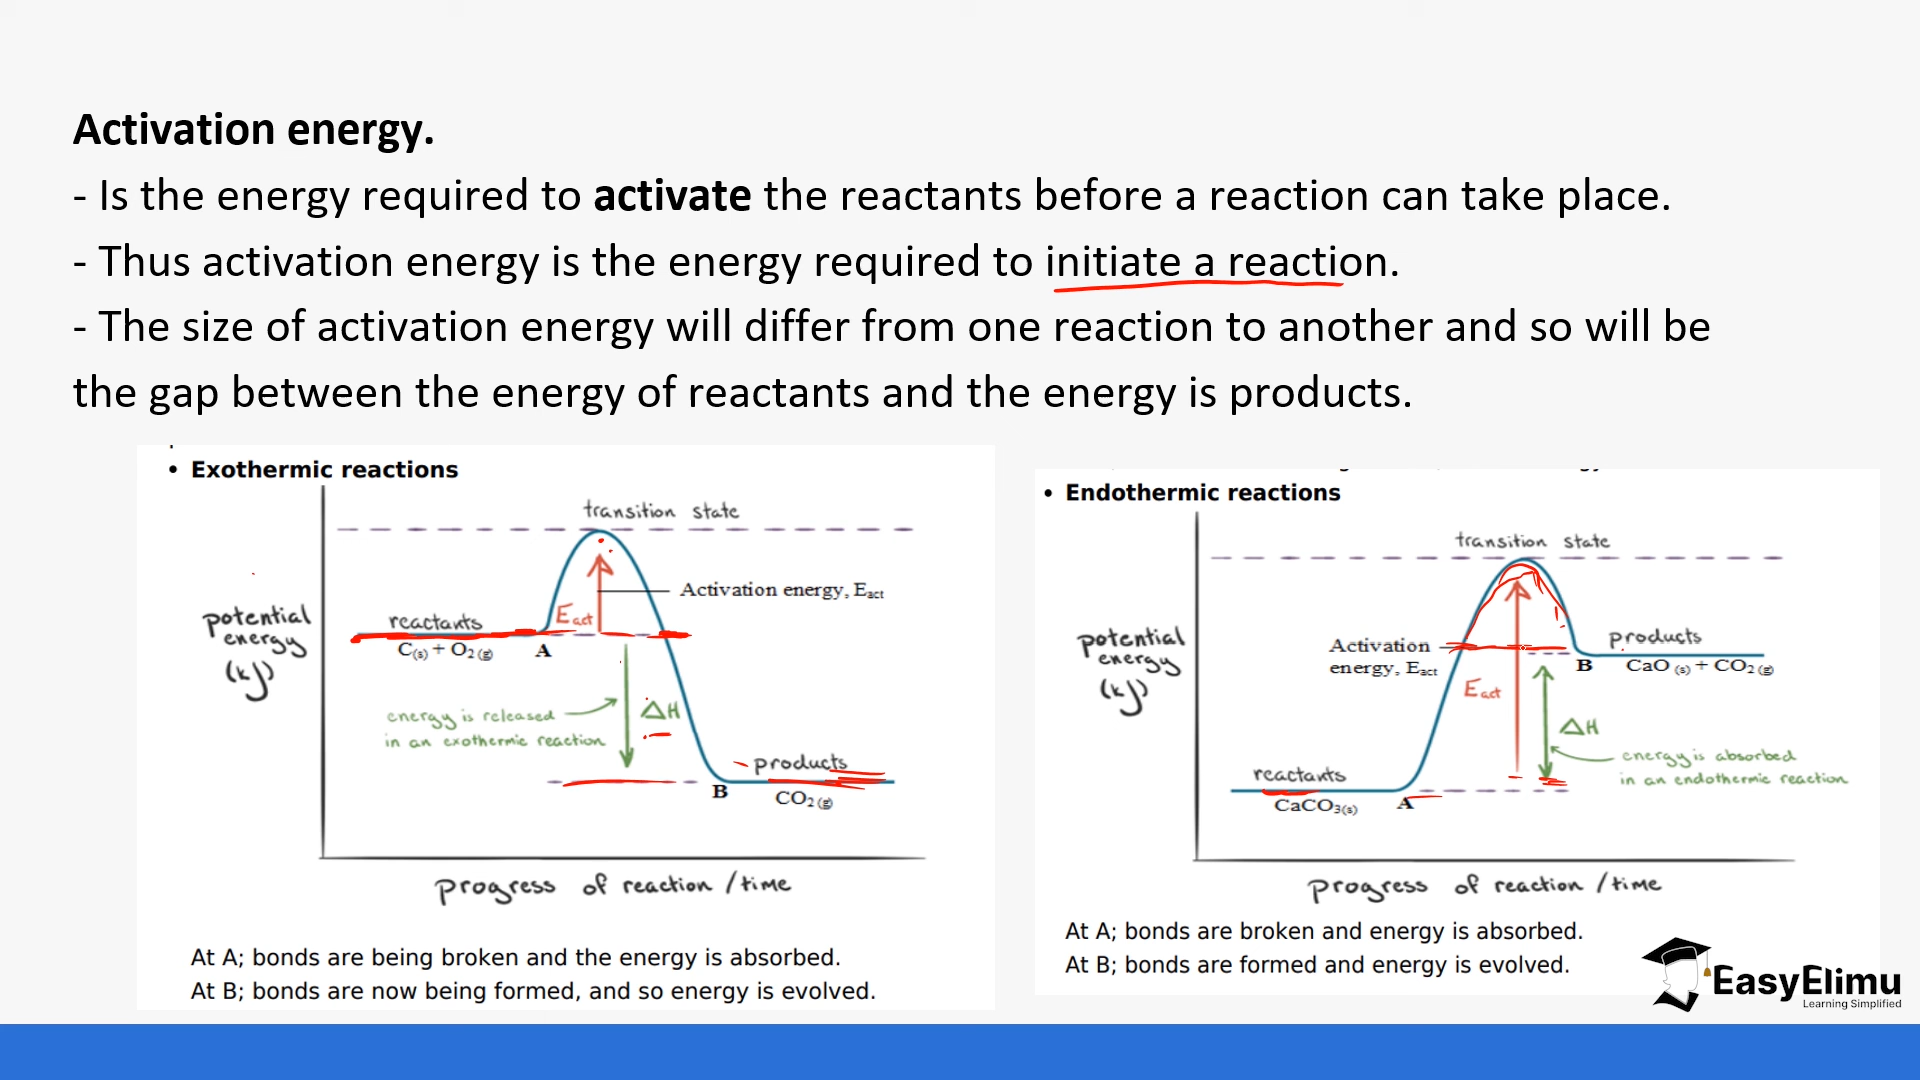 Activation energy.
- Is the energy required to activate the reactants before a reaction can take place.
- Thus activation energy is the energy required to initiate a reaction.
- The size of activation energy will differ from one reaction to another and so will be
the gap between the energy of reactants and the energy is products.
• Exothermic reactions
transition state
Activation energy, Eact
potential
energy
(kJ)
reactants
Eact
C(s) + O2(g)
A
energy is released
in an exothermic reaction
ΔH
products
B
CO2(g)
progress of reaction /time
At A; bonds are being broken and the energy is absorbed.
At B; bonds are now being formed, and so energy is evolved.
• Endothermic reactions
transition state
potential
energy
(kJ)
Activation
energy, Eact
Eact
products
B
CaO(s) + CO2(g)
ΔH
energy is absorbed
in an endothermic reaction
reactants
CaCO3(s)
A
progress of reaction /time
At A; bonds are broken and energy is absorbed.
At B; bonds are formed and energy is evolved.
EasyElimu
Learning Simplified